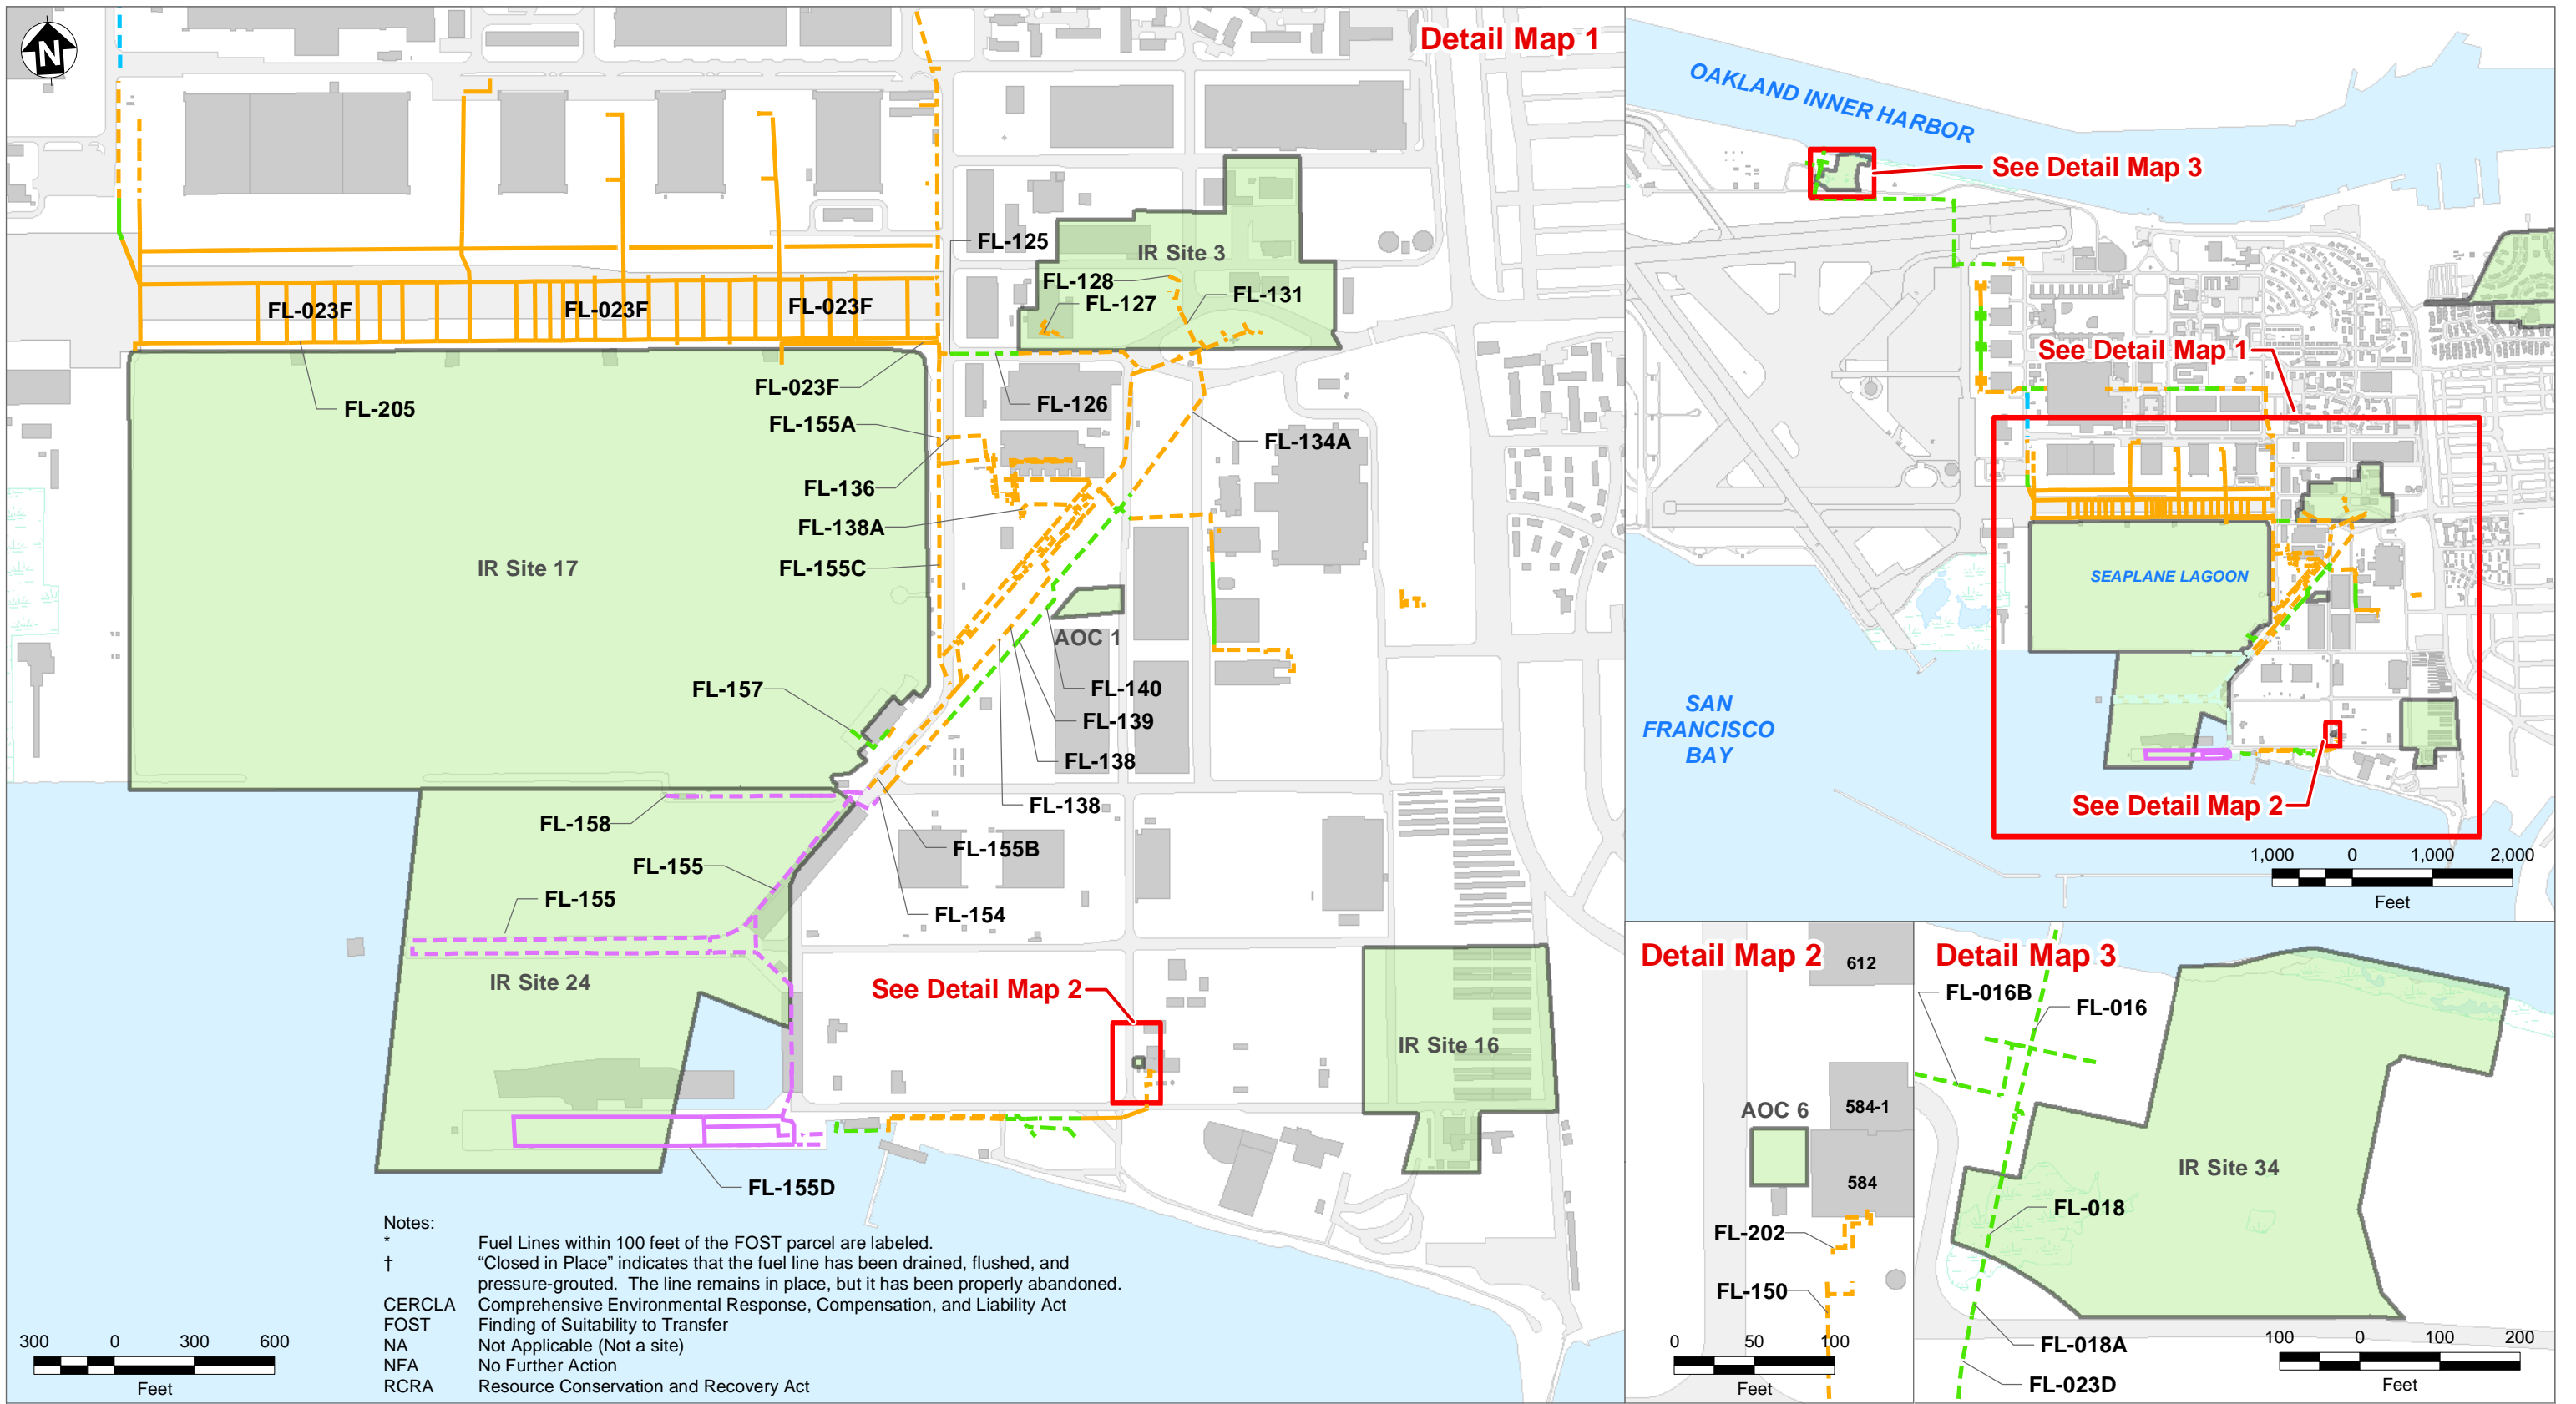 N
Detail Map 1
FL-125
IR Site 3
FL-128
FL-127
FL-131
FL-023F
FL-023F
FL-023F
FL-023F
FL-205
FL-126
FL-155A
FL-134A
FL-136
FL-138A
FL-155C
IR Site 17
AOC 1
FL-157
FL-140
FL-139
FL-138
FL-138
FL-158
FL-155B
FL-155
FL-155
FL-154
IR Site 24
See Detail Map 2
IR Site 16
FL-155D
Notes:
* Fuel Lines within 100 feet of the FOST parcel are labeled.
† “Closed in Place” indicates that the fuel line has been drained, flushed, and
pressure-grouted. The line remains in place, but it has been properly abandoned.
CERCLA Comprehensive Environmental Response, Compensation, and Liability Act
FOST Finding of Suitability to Transfer
NA Not Applicable (Not a site)
NFA No Further Action
RCRA Resource Conservation and Recovery Act
300 0 300 600
Feet
OAKLAND INNER HARBOR
See Detail Map 3
See Detail Map 1
SEAPLANE LAGOON
SAN
FRANCISCO
BAY
See Detail Map 2
1,000 0 1,000 2,000
Feet
Detail Map 2
612
AOC 6
584-1
584
FL-202
FL-150
0 50 100
Feet
Detail Map 3
FL-016B
FL-016
IR Site 34
FL-018
FL-018A
FL-023D
100 0 100 200
Feet